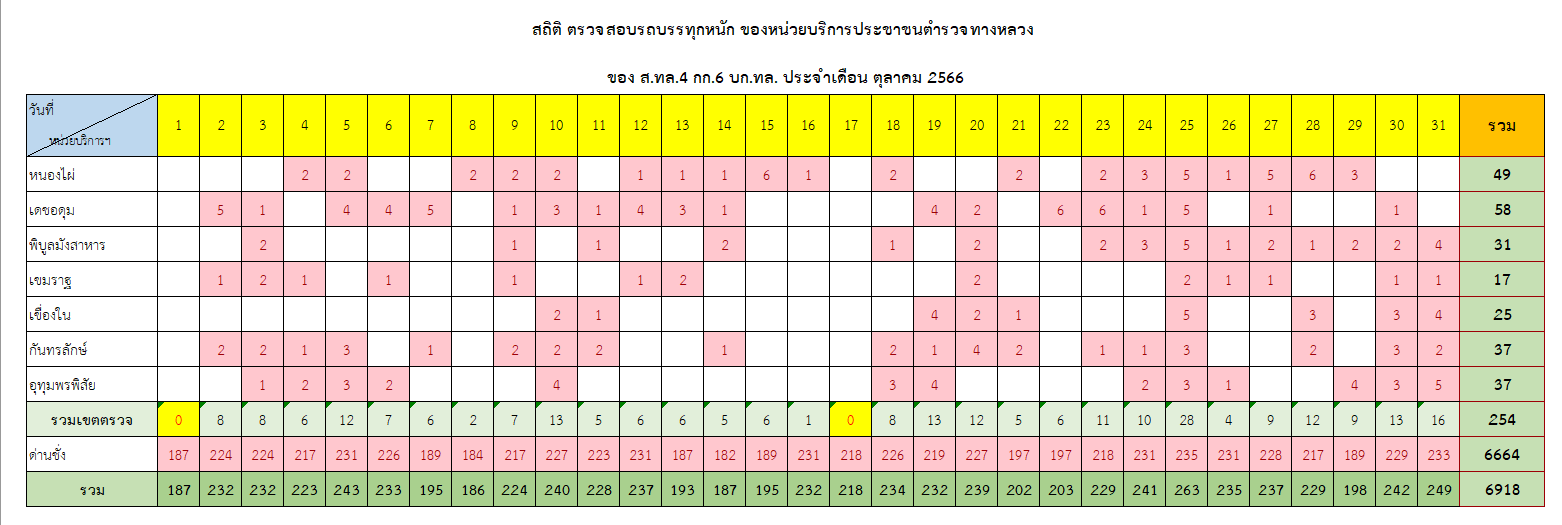 สถิติ ตรวจสอบรถบรรทุกหนัก ของหน่วยบริการประชาชนตำรวจทางหลวง
ของ ส.ทล.4 กก.6 บก.ทล. ประจำเดือน ตุลาคม 2566
วันที่
หน่วยบริการฯ 1 2 3 4 5 6 7 8 9 10 11 12 13 14 15 16 17 18 19 20 21 22 23 24 25 26 27 28 29 30 31 รวม
หนองไผ่ 2 2 2 2 2 1 1 1 6 1 2 2 2 3 5 1 5 6 3 49
เดชอดุม 5 1 4 4 5 1 3 1 4 3 1 4 2 6 6 1 5 1 1 58
พิบูลมังสาหาร 2 1 1 2 1 2 2 3 5 1 2 1 2 2 4 31
เขมราฐ 1 2 1 1 1 1 2 2 2 1 1 1 1 17
เขื่องใน 2 1 4 2 1 5 3 3 4 25
กันทรลักษ์ 2 2 1 3 1 2 2 2 1 2 1 4 2 1 1 3 2 3 2 37
อุทุมพรพิสัย 1 2 3 2 4 3 4 2 3 1 4 3 5 37
รวมเขตตรวจ 0 8 8 6 12 7 6 2 7 13 5 6 6 5 6 1 0 8 13 12 5 6 11 10 28 4 9 12 9 13 16 254
ด่านชั่ง 187 224 224 217 231 226 189 184 217 227 223 231 187 182 189 231 218 226 219 227 197 197 218 231 235 231 228 217 189 229 233 6664
รวม 187 232 232 223 243 233 195 186 224 240 228 237 193 187 195 232 218 234 232 239 202 203 229 241 263 235 237 229 198 242 249 6918